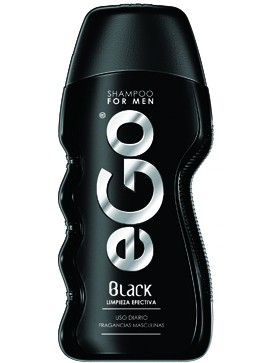 SHAMPOO
FOR MEN
eGo®
Black
LIMPIEZA EFECTIVA
USO DIARIO
FRAGANCIAS MASCULINAS